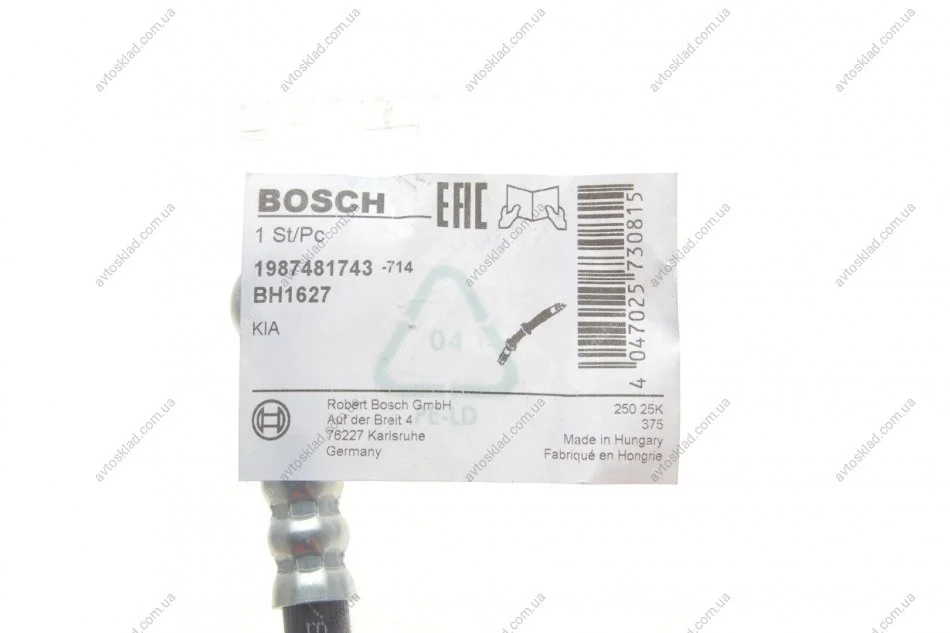 BOSCH
EAC
1 St/Pc
1987481743 -714
BH1627
KIA
4 047025 730815
04
PE-LD
Robert Bosch GmbH
Auf der Breit 4
76227 Karlsruhe
Germany
250 25K
375
Made in Hungary
Fabriqué en Hongrie
avtosklad.com.ua